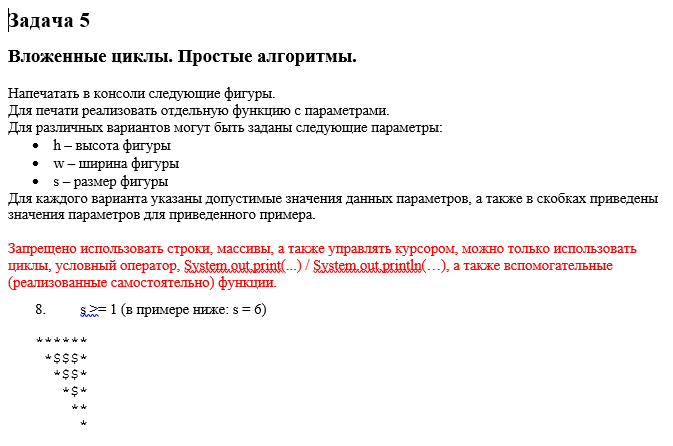 Задача 5
Вложенные циклы. Простые алгоритмы.
Напечатать в консоли следующие фигуры.
Для печати реализовать отдельную функцию с параметрами.
Для различных вариантов могут быть заданы следующие параметры:
• h – высота фигуры
• w – ширина фигуры
• s – размер фигуры
Для каждого варианта указаны допустимые значения данных параметров, а также в скобках приведены
значения параметров для приведенного примера.
Запрещено использовать строки, массивы, а также управлять курсором, можно только использовать
циклы, условный оператор, System.out.print(...) / System.out.println(…), а также вспомогательные
(реализованные самостоятельно) функции.
8. s >= 1 (в примере ниже: s = 6)
******
 *$$$*
  *$$*
   *$*
    **
     *